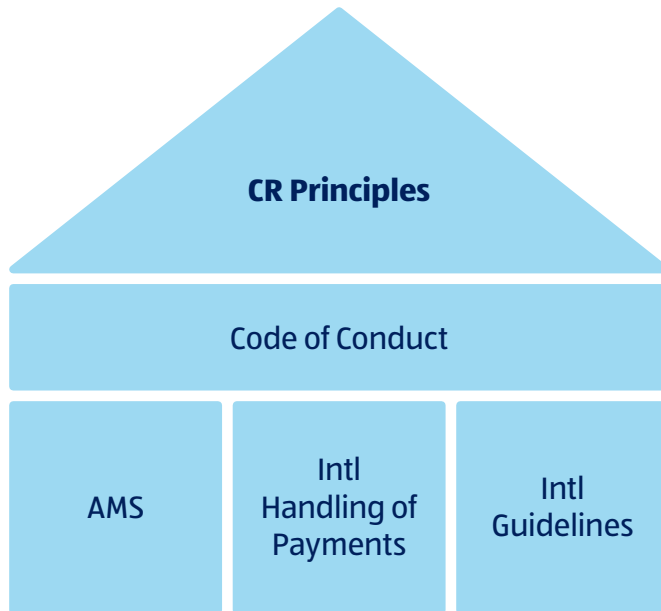 CR Principles
Code of Conduct
AMS
Intl
Handling of
Payments
Intl
Guidelines